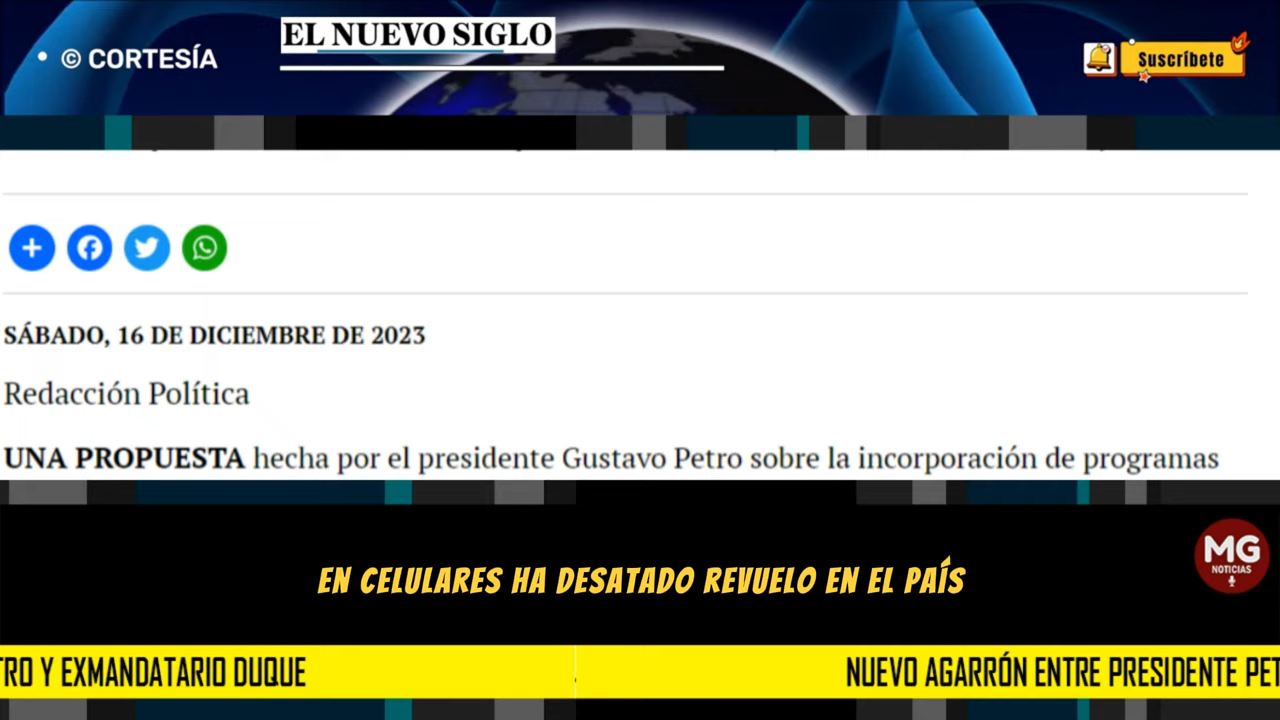 EL NUEVO SIGLO
• © CORTESÍA
Suscríbete
SÁBADO, 16 DE DICIEMBRE DE 2023
Redacción Política
UNA PROPUESTA hecha por el presidente Gustavo Petro sobre la incorporación de programas
MG
NOTICIAS
EN CELULARES HA DESATADO REVUELO EN EL PAÍS
TRO Y EXMANDATARIO DUQUE
NUEVO AGARRÓN ENTRE PRESIDENTE PET